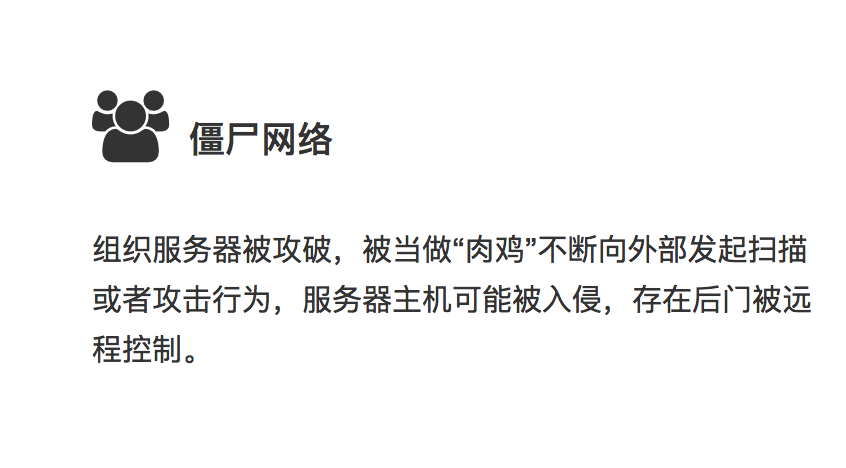 僵尸网络
组织服务器被攻破，被当做“肉鸡”不断向外部发起扫描
或者攻击行为，服务器主机可能被入侵，存在后门被远
程控制。